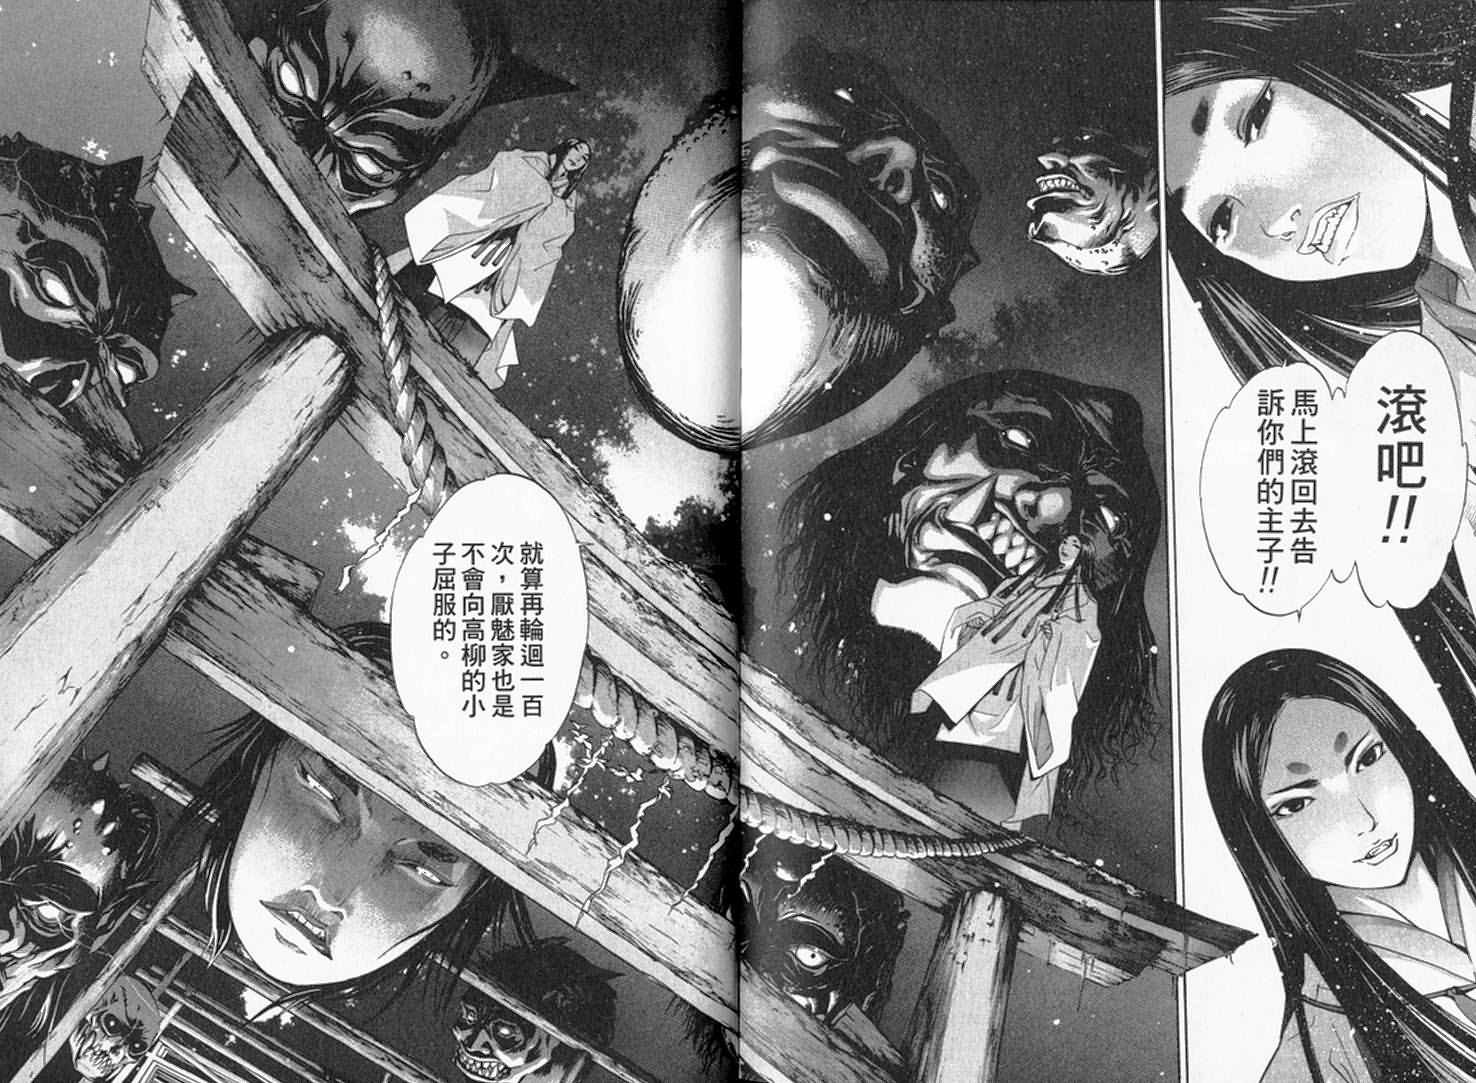 滾吧!!
馬上滾回去告
訴你們的主子!!
就算再輪迴一百
次，厭魅家也是
不會向高柳的小
子屈服的。